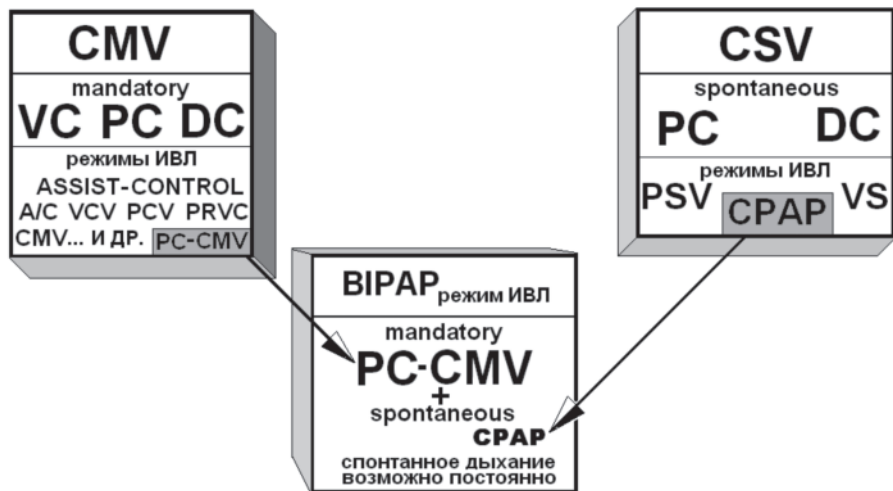 CMV
mandatory
VC PC DC
режимы ИВЛ
ASSIST-CONTROL
A/C VCV PCV PRVC
CMV... И ДР. PC-CMV
CSV
spontaneous
PC DC
режимы ИВЛ
PSV CPAP VS
BIPAP режим ИВЛ
mandatory
PC-CMV
+
spontaneous
CPAP
спонтанное дыхание
возможно постоянно